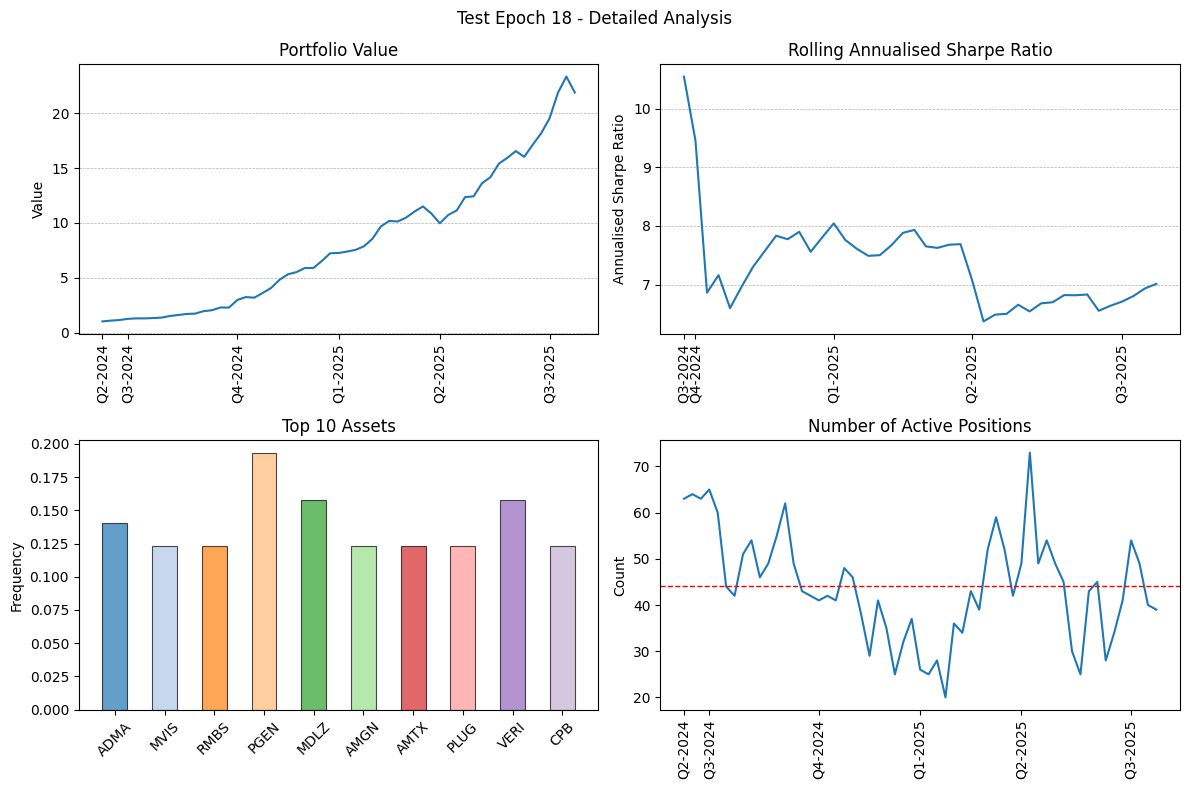 Test Epoch 18 - Detailed Analysis
Portfolio Value
Value
20
15
10
5
0
Q2-2024
Q3-2024
Q4-2024
Q1-2025
Q2-2025
Q3-2025
Rolling Annualised Sharpe Ratio
Annualised Sharpe Ratio
10
9
8
7
Q3-2024
Q4-2024
Q1-2025
Q2-2025
Q3-2025
Top 10 Assets
Frequency
0.200
0.175
0.150
0.125
0.100
0.075
0.050
0.025
0.000
ADMA
MVIS
RMBS
PGEN
MDLZ
AMGN
AMTX
PLUG
VERI
CPB
Number of Active Positions
Count
70
60
50
40
30
20
Q2-2024
Q3-2024
Q4-2024
Q1-2025
Q2-2025
Q3-2025